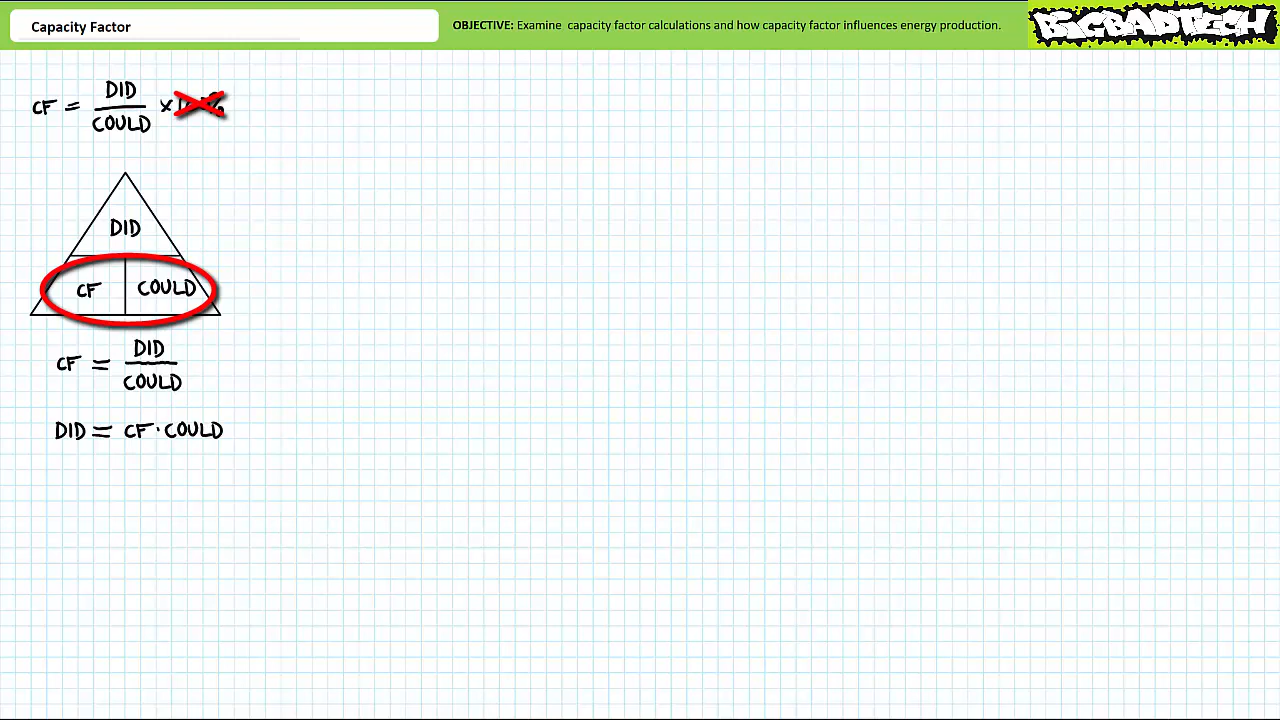 Capacity Factor
OBJECTIVE: Examine capacity factor calculations and how capacity factor influences energy production.
BIGBADTECH
CF = DID
COULD
×
DID
CF COULD
CF = DID
COULD
DID = CF · COULD